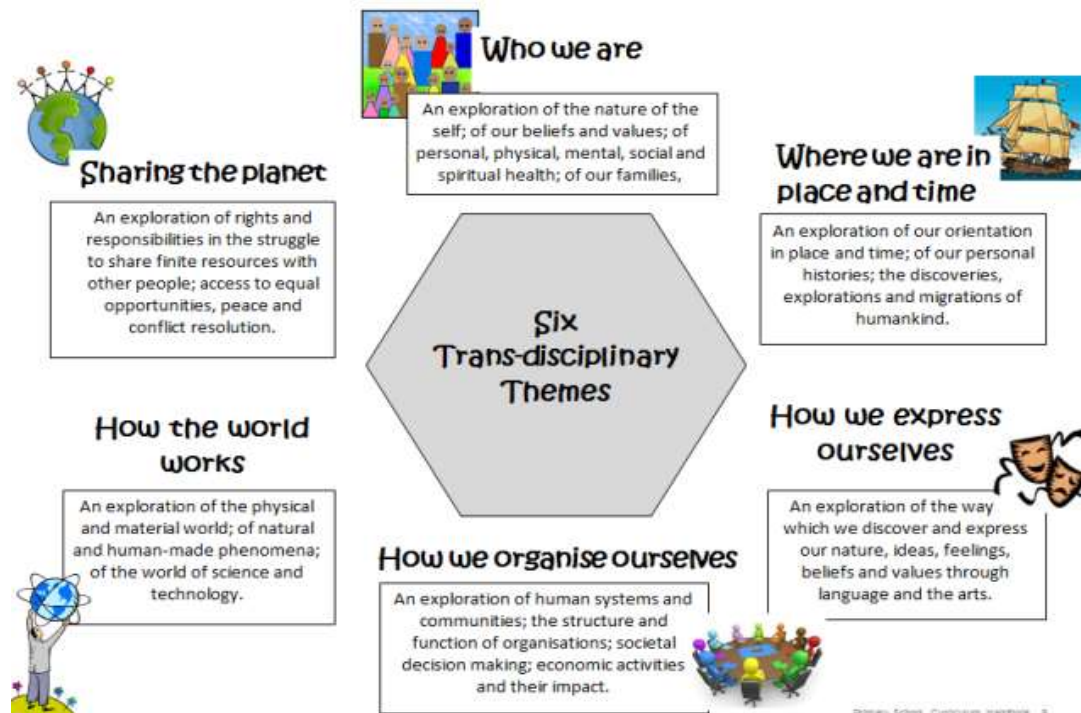 Six
Trans-disciplinary
Themes
Who we are
An exploration of the nature of the
self; of our beliefs and values; of
personal, physical, mental, social and
spiritual health; of our families,
Where we are in
place and time
An exploration of our orientation
in place and time; of our personal
histories; the discoveries,
explorations and migrations of
humankind.
How we express
ourselves
An exploration of the way
which we discover and express
our nature, ideas, feelings,
beliefs and values through
language and the arts.
How we organise ourselves
An exploration of human systems and
communities; the structure and
function of organisations; societal
decision making; economic activities
and their impact.
How the world
works
An exploration of the physical
and material world; of natural
and human-made phenomena;
of the world of science and
technology.
Sharing the planet
An exploration of rights and
responsibilities in the struggle
to share finite resources with
other people; access to equal
opportunities, peace and
conflict resolution.
Primary School Curriculum